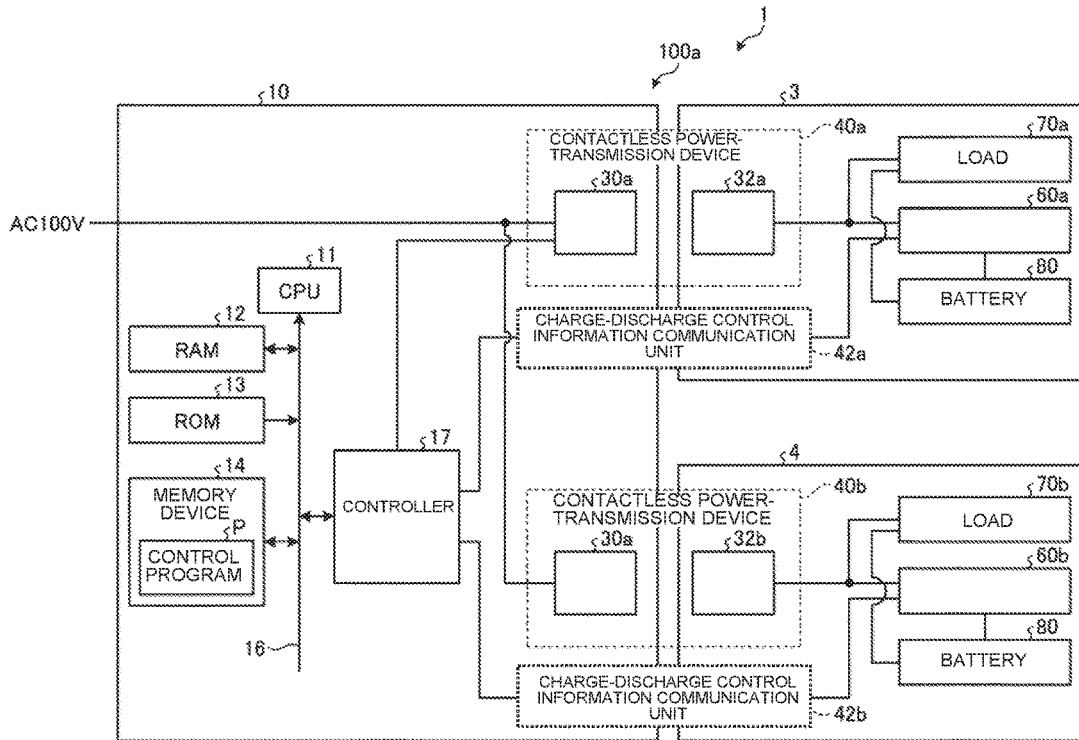 1
100a
10
3
CONTACTLESS POWER-
TRANSMISSION DEVICE
40a
70a
LOAD
30a
32a
60a
AC100V
11
CPU
80
BATTERY
12
RAM
CHARGE-DISCHARGE CONTROL
INFORMATION COMMUNICATION
UNIT
42a
13
ROM
17
CONTROLLER
4
14
MEMORY
DEVICE
P
CONTROL
PROGRAM
CONTACTLESS POWER-
TRANSMISSION DEVICE
40b
70b
LOAD
30a
32b
60b
80
BATTERY
16
CHARGE-DISCHARGE CONTROL
INFORMATION COMMUNICATION
UNIT
42b